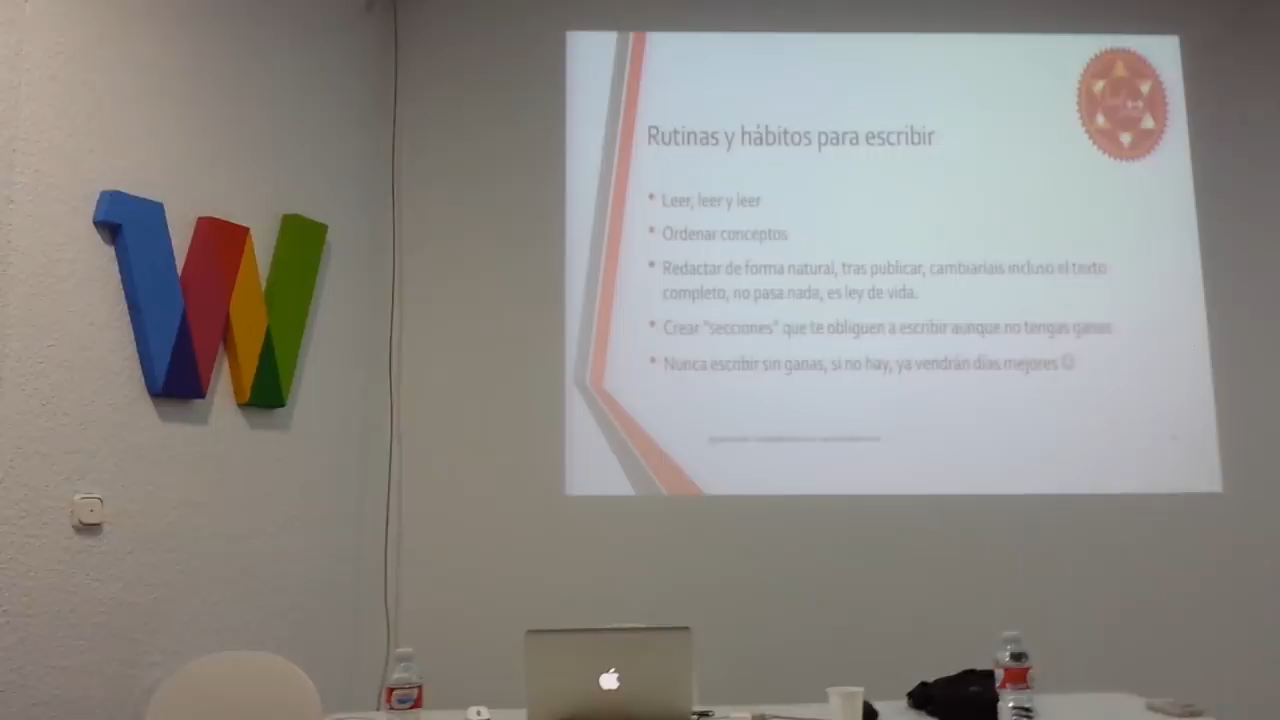 Rutinas y hábitos para escribir
* Leer, leer y leer
* Ordenar conceptos
* Redactar de forma natural, tras publicar, cambiariais incluso el texto
completo, no pasa nada, es ley de vida.
* Crear "secciones" que te obliguen a escribir aunque no tengas ganas
* Nunca escribir sin ganas, si no hay, ya vendrán días mejores ☺